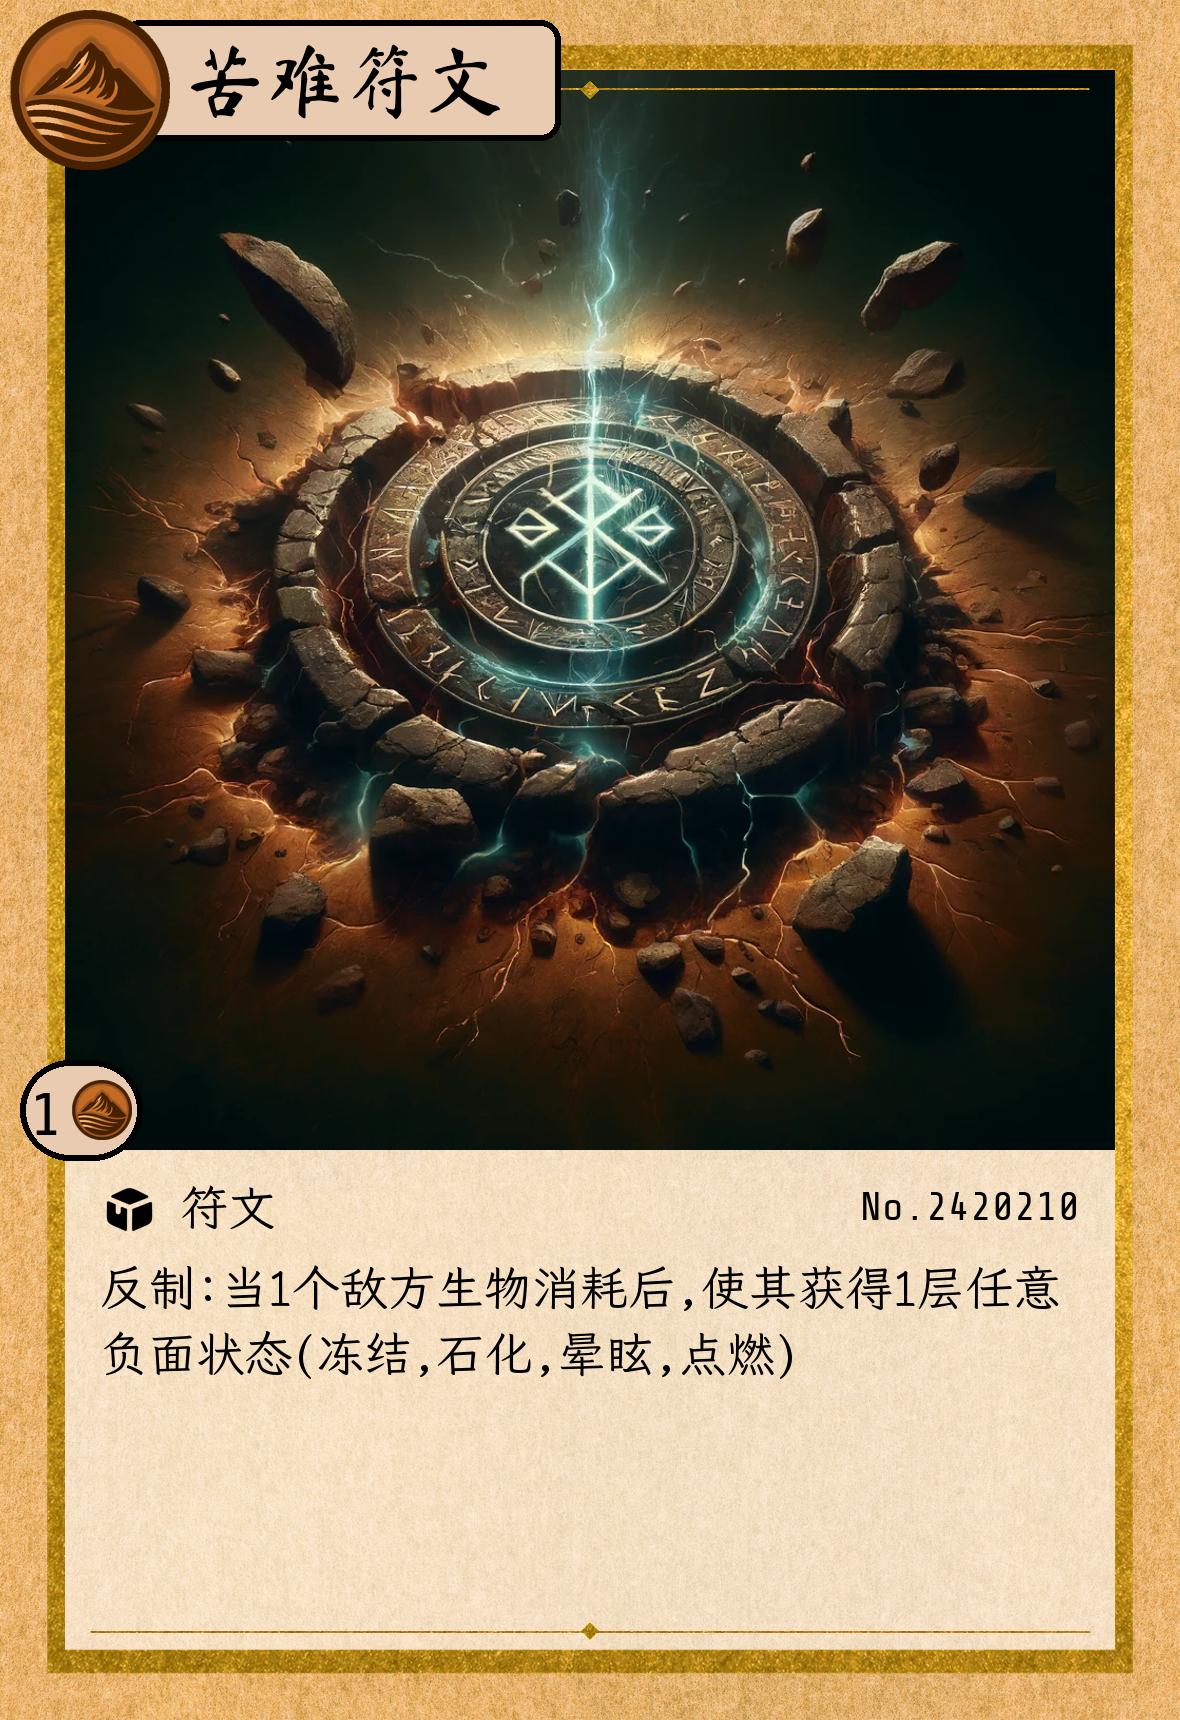 苦难符文
1
符文
No.2420210
反制:当1个敌方生物消耗后,使其获得1层任意
负面状态(冻结,石化,晕眩,点燃)